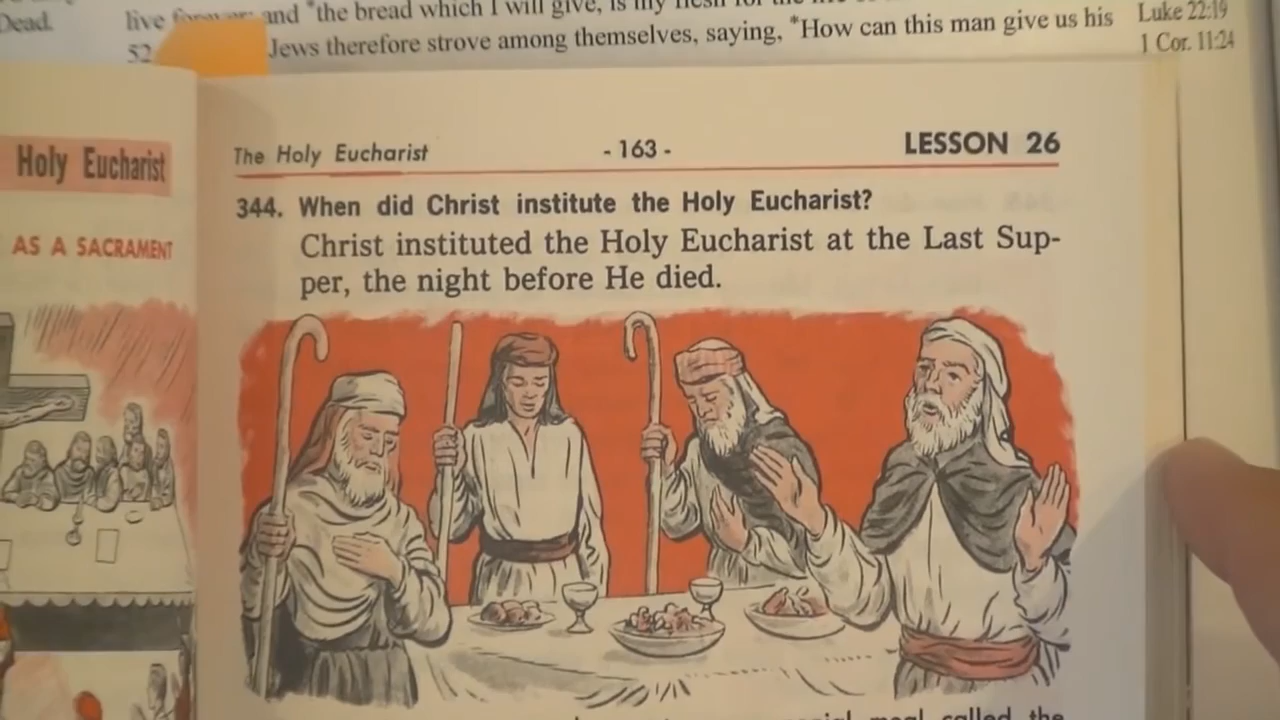 Dead.
live forever: and *the bread which I will give, is my flesh for the life of
Luke 22:19
52 Jews therefore strove among themselves, saying, *How can this man give us his
1 Cor. 11:24
Holy Eucharist
AS A SACRAMENT
The Holy Eucharist - 163 - LESSON 26
344. When did Christ institute the Holy Eucharist?
Christ instituted the Holy Eucharist at the Last Sup-
per, the night before He died.
meal called the